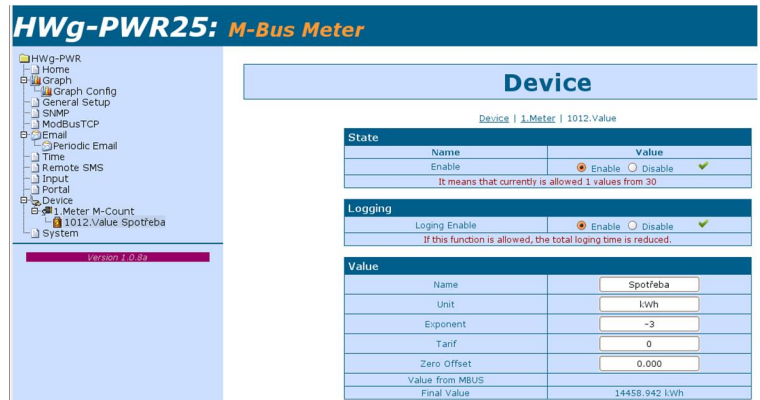 HWg-PWR25: M-Bus Meter
HWg-PWR
Home
Graph
Graph Config
General Setup
SNMP
ModBusTCP
Email
Periodic Email
Time
Remote SMS
Input
Portal
Device
1.Meter M-Count
1012.Value Spotřeba
System
Version 1.0.8a
Device
Device | 1.Meter | 1012.Value
State
Name Value
Enable Enable Disable
It means that currently is allowed 1 values from 30
Logging
Loging Enable Enable Disable
If this function is allowed, the total loging time is reduced.
Value
Name Spotřeba
Unit kWh
Exponent -3
Tarif 0
Zero Offset 0.000
Value from MBUS
Final Value 14458.942 kWh